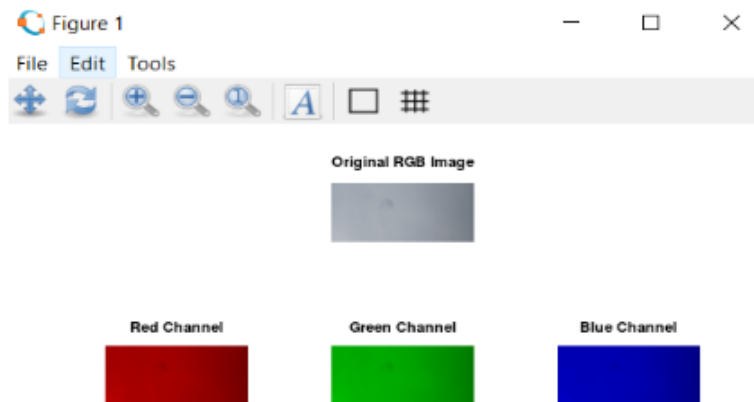 Figure 1
File Edit Tools
A
Original RGB Image
Red Channel Green Channel Blue Channel